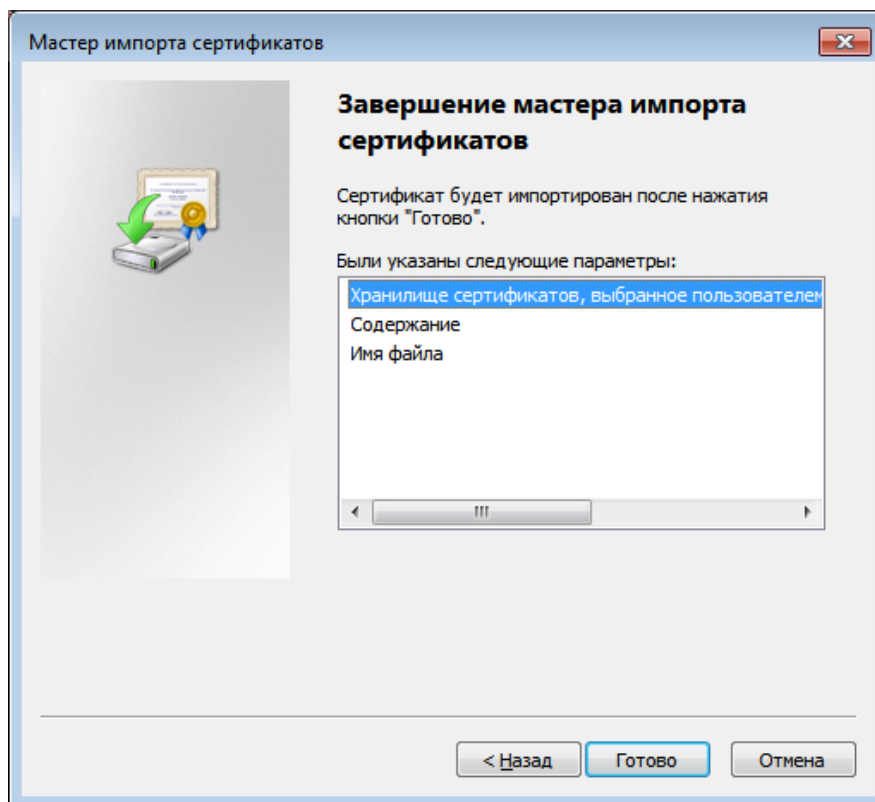 Мастер импорта сертификатов
Завершение мастера импорта
сертификатов
Сертификат будет импортирован после нажатия
кнопки "Готово".
Были указаны следующие параметры:
Хранилище сертификатов, выбранное пользователем
Содержание
Имя файла
< Назад
Готово
Отмена